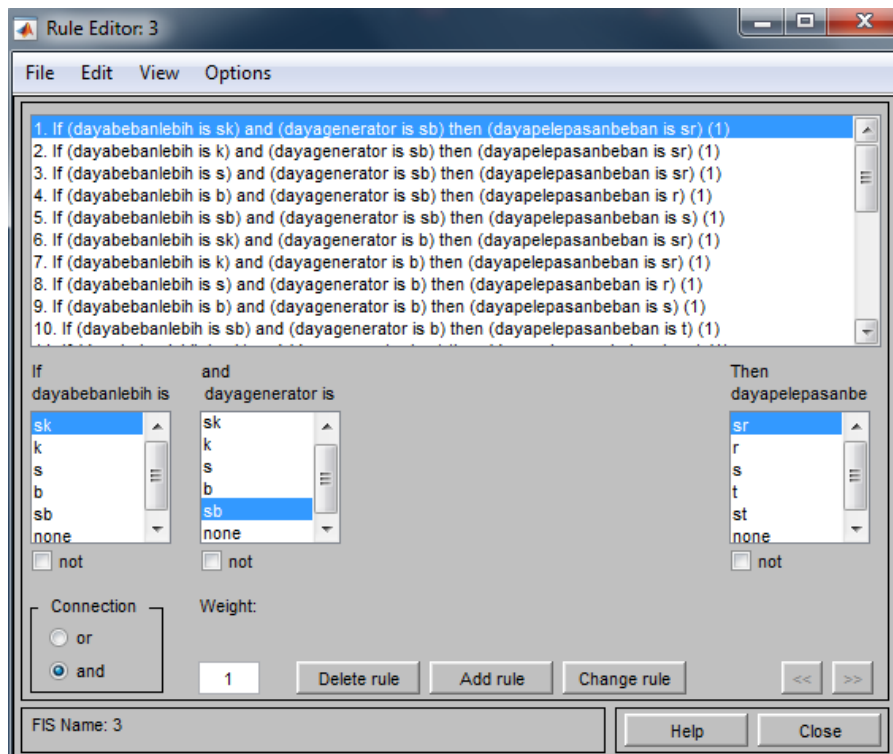 Rule Editor: 3
File Edit View Options
1. If (dayabebanlebih is sk) and (dayagenerator is sb) then (dayapelepasanbeban is sr) (1)
2. If (dayabebanlebih is k) and (dayagenerator is sb) then (dayapelepasanbeban is sr) (1)
3. If (dayabebanlebih is s) and (dayagenerator is sb) then (dayapelepasanbeban is sr) (1)
4. If (dayabebanlebih is b) and (dayagenerator is sb) then (dayapelepasanbeban is r) (1)
5. If (dayabebanlebih is sb) and (dayagenerator is sb) then (dayapelepasanbeban is s) (1)
6. If (dayabebanlebih is sk) and (dayagenerator is b) then (dayapelepasanbeban is sr) (1)
7. If (dayabebanlebih is k) and (dayagenerator is b) then (dayapelepasanbeban is sr) (1)
8. If (dayabebanlebih is s) and (dayagenerator is b) then (dayapelepasanbeban is r) (1)
9. If (dayabebanlebih is b) and (dayagenerator is b) then (dayapelepasanbeban is s) (1)
10. If (dayabebanlebih is sb) and (dayagenerator is b) then (dayapelepasanbeban is t) (1)
If
dayabebanlebih is
sk
k
s
b
sb
none
not
and
dayagenerator is
sk
k
s
b
sb
none
not
Then
dayapelepasanbe
sr
r
s
t
st
none
not
Connection
or
and
Weight:
1
Delete rule
Add rule
Change rule
<<
>>
FIS Name: 3
Help
Close